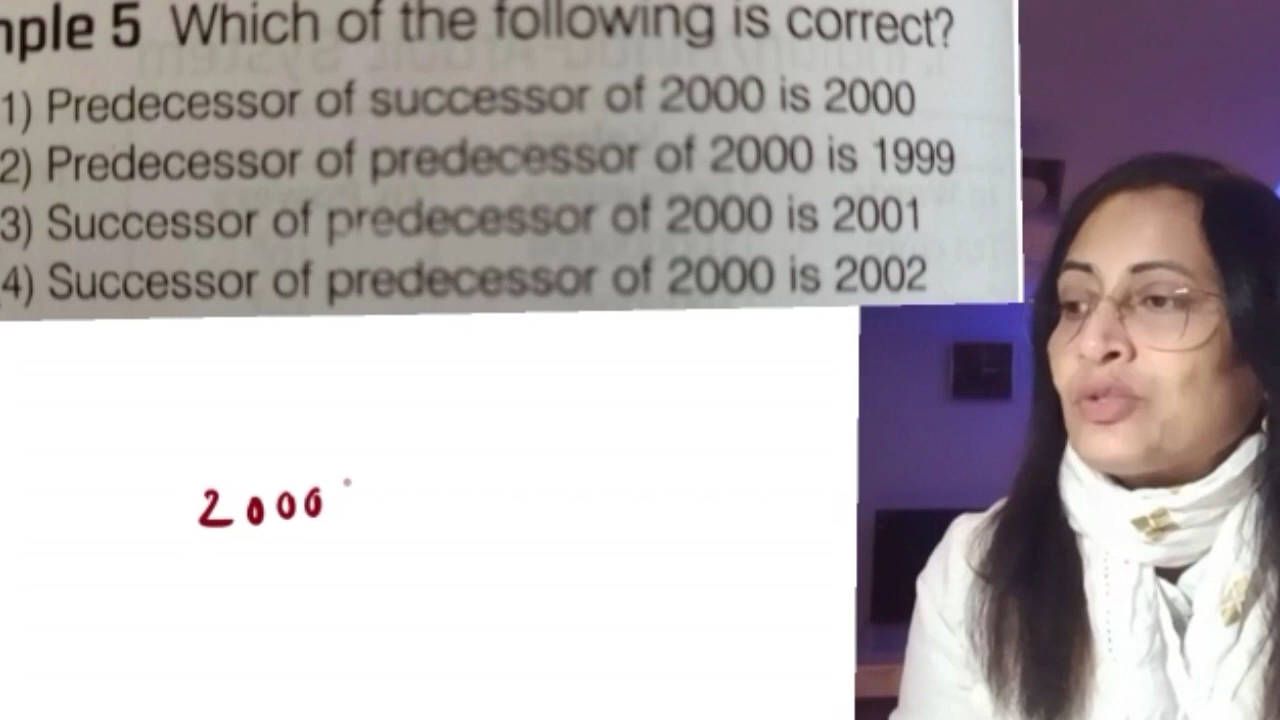 mple 5 Which of the following is correct?
1) Predecessor of successor of 2000 is 2000
2) Predecessor of predecessor of 2000 is 1999
3) Successor of predecessor of 2000 is 2001
4) Successor of predecessor of 2000 is 2002
2000